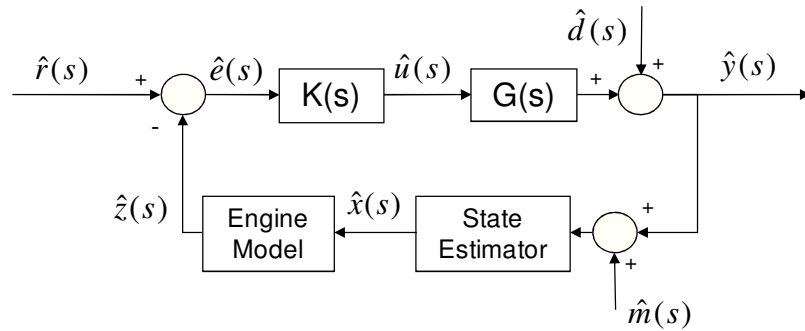 d̂(s)
r̂(s)
+
ê(s)
û(s)
+
+
ŷ(s)
K(s)
G(s)
-
ẑ(s)
Engine
Model
x̂(s)
State
Estimator
+
+
m̂(s)